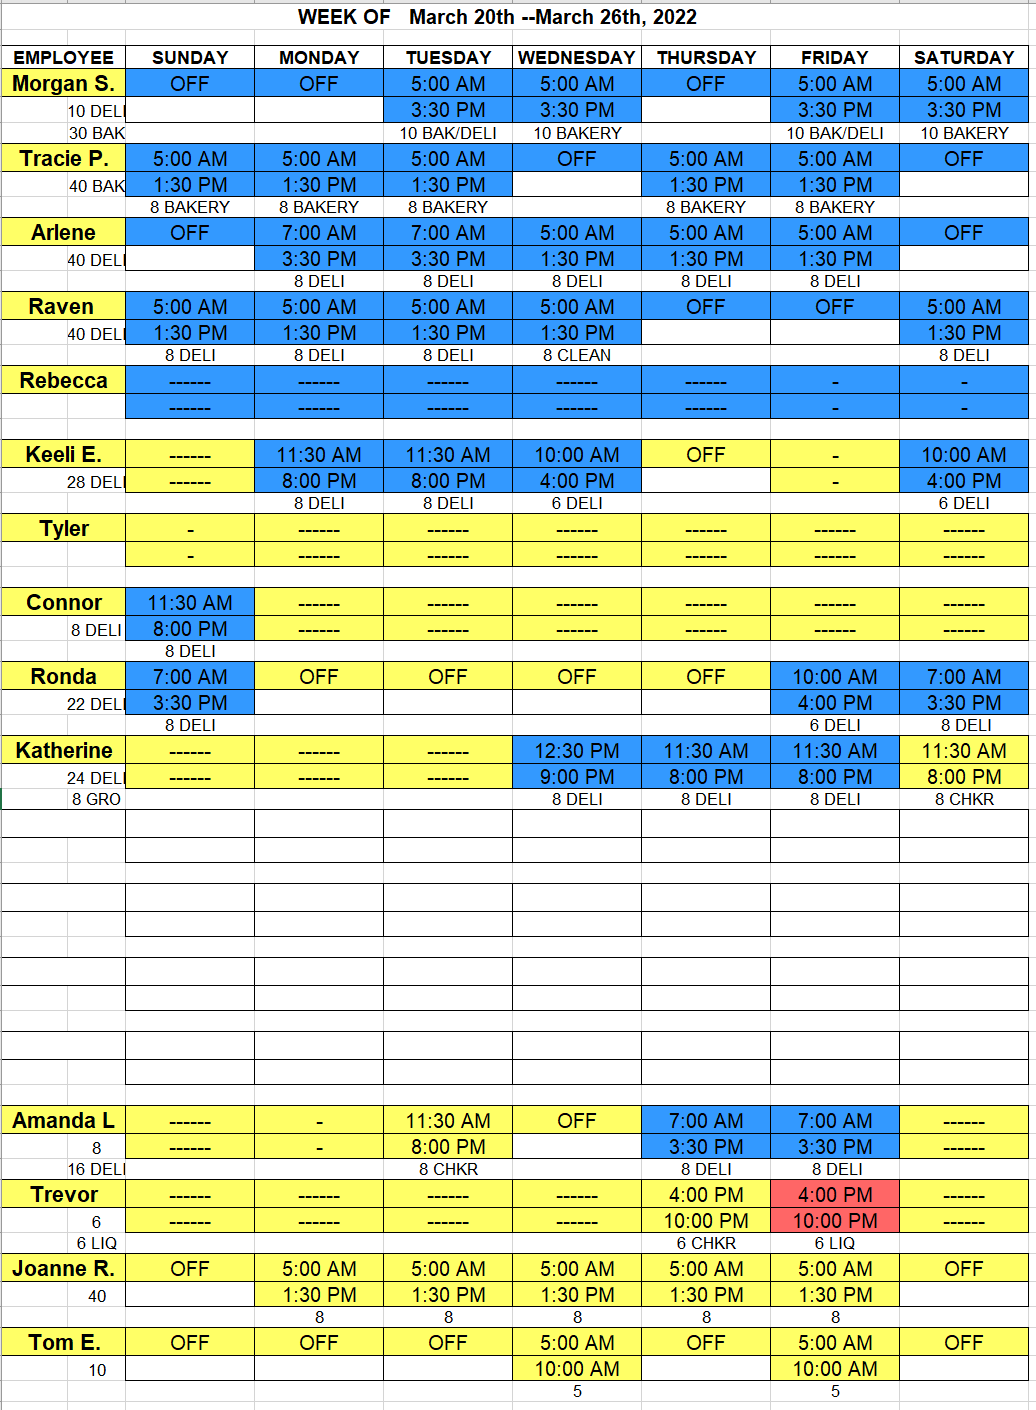 WEEK OF March 20th --March 26th, 2022
EMPLOYEE SUNDAY MONDAY TUESDAY WEDNESDAY THURSDAY FRIDAY SATURDAY
Morgan S. OFF OFF 5:00 AM 5:00 AM OFF 5:00 AM 5:00 AM
10 DELI 3:30 PM 3:30 PM 3:30 PM 3:30 PM
30 BAK 10 BAK/DELI 10 BAKERY 10 BAK/DELI 10 BAKERY
Tracie P. 5:00 AM 5:00 AM 5:00 AM OFF 5:00 AM 5:00 AM OFF
40 BAK 1:30 PM 1:30 PM 1:30 PM 1:30 PM 1:30 PM
8 BAKERY 8 BAKERY 8 BAKERY 8 BAKERY 8 BAKERY
Arlene OFF 7:00 AM 7:00 AM 5:00 AM 5:00 AM 5:00 AM OFF
40 DELI 3:30 PM 3:30 PM 1:30 PM 1:30 PM 1:30 PM
8 DELI 8 DELI 8 DELI 8 DELI 8 DELI
Raven 5:00 AM 5:00 AM 5:00 AM 5:00 AM OFF OFF 5:00 AM
40 DELI 1:30 PM 1:30 PM 1:30 PM 1:30 PM 1:30 PM
8 DELI 8 DELI 8 DELI 8 CLEAN 8 DELI
Rebecca ------ ------ ------ ------ ------ - -
------ ------ ------ ------ ------ - -
Keeli E. ------ 11:30 AM 11:30 AM 10:00 AM OFF - 10:00 AM
28 DELI ------ 8:00 PM 8:00 PM 4:00 PM - 4:00 PM
8 DELI 8 DELI 6 DELI 6 DELI
Tyler - ------ ------ ------ ------ ------ ------
- ------ ------ ------ ------ ------ ------
Connor 11:30 AM ------ ------ ------ ------ ------ ------
8 DELI 8:00 PM ------ ------ ------ ------ ------ ------
8 DELI
Ronda 7:00 AM OFF OFF OFF OFF 10:00 AM 7:00 AM
22 DELI 3:30 PM 4:00 PM 3:30 PM
8 DELI 6 DELI 8 DELI
Katherine ------ ------ ------ 12:30 PM 11:30 AM 11:30 AM 11:30 AM
24 DELI ------ ------ ------ 9:00 PM 8:00 PM 8:00 PM 8:00 PM
8 GRO 8 DELI 8 DELI 8 DELI 8 CHKR
Amanda L ------ - 11:30 AM OFF 7:00 AM 7:00 AM ------
8 ------ - 8:00 PM 3:30 PM 3:30 PM ------
16 DELI 8 CHKR 8 DELI 8 DELI
Trevor ------ ------ ------ ------ 4:00 PM 4:00 PM ------
6 ------ ------ ------ ------ 10:00 PM 10:00 PM ------
6 LIQ 6 CHKR 6 LIQ
Joanne R. OFF 5:00 AM 5:00 AM 5:00 AM 5:00 AM 5:00 AM OFF
40 1:30 PM 1:30 PM 1:30 PM 1:30 PM 1:30 PM
8 8 8 8 8
Tom E. OFF OFF OFF 5:00 AM OFF 5:00 AM OFF
10 10:00 AM 10:00 AM
5 5